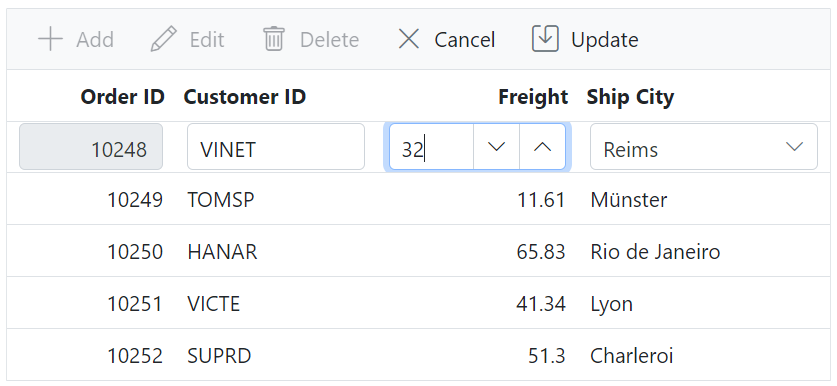 Add Edit Delete Cancel Update
Order ID Customer ID Freight Ship City
10248 VINET 32 Reims
10249 TOMSP 11.61 Münster
10250 HANAR 65.83 Rio de Janeiro
10251 VICTE 41.34 Lyon
10252 SUPRD 51.3 Charleroi